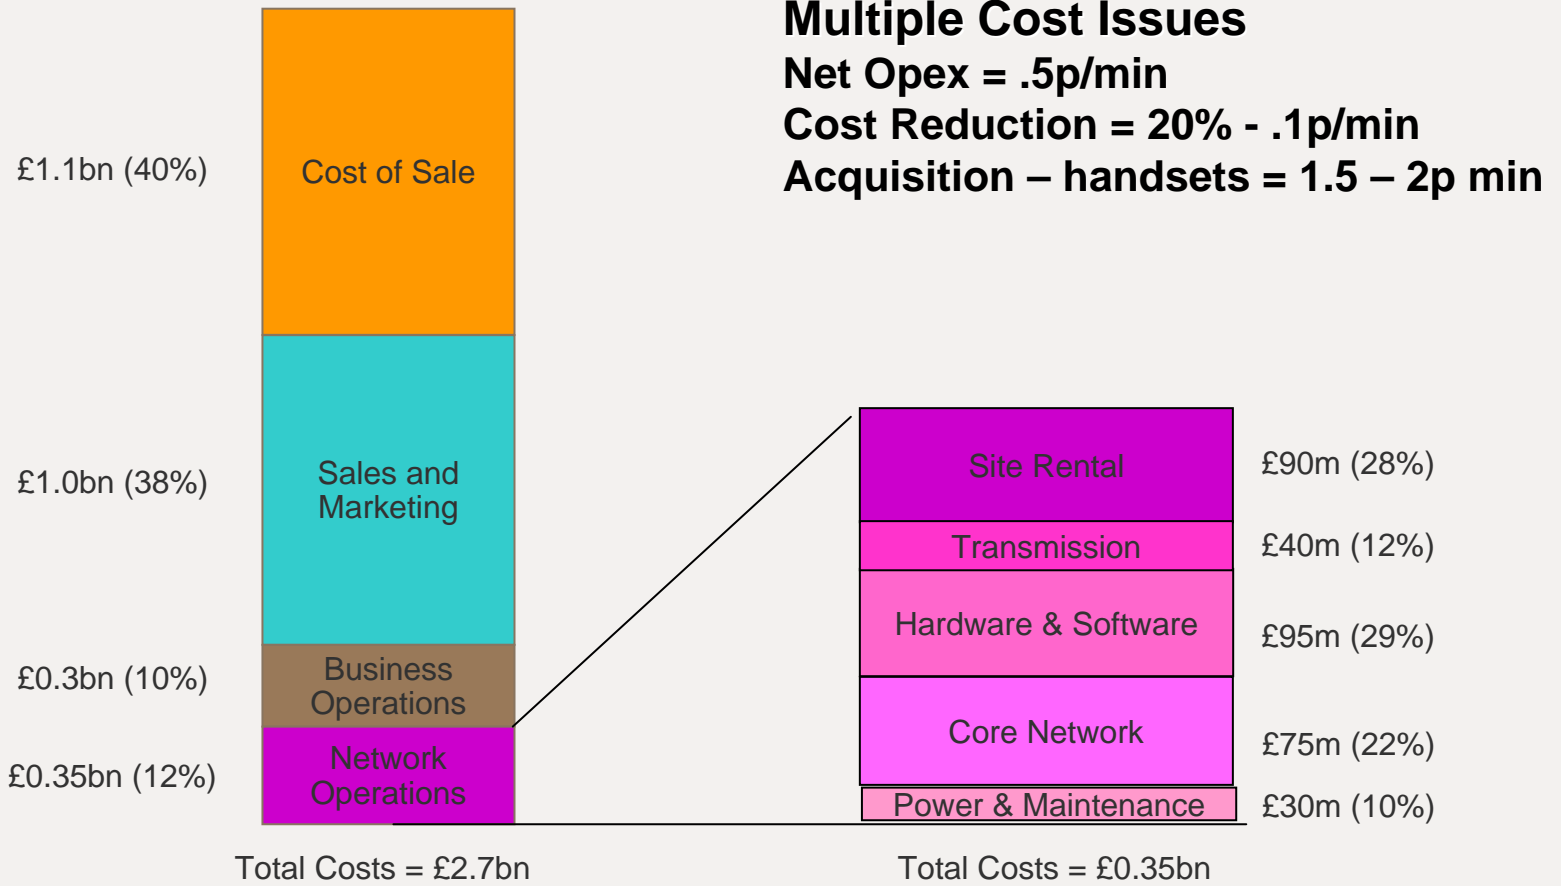 Multiple Cost Issues
Net Opex = .5p/min
Cost Reduction = 20% - .1p/min
Acquisition – handsets = 1.5 – 2p min
£1.1bn (40%)
Cost of Sale
£1.0bn (38%)
Sales and
Marketing
£0.3bn (10%)
Business
Operations
£0.35bn (12%)
Network
Operations
Total Costs = £2.7bn
Site Rental
£90m (28%)
Transmission
£40m (12%)
Hardware & Software
£95m (29%)
Core Network
£75m (22%)
Power & Maintenance
£30m (10%)
Total Costs = £0.35bn